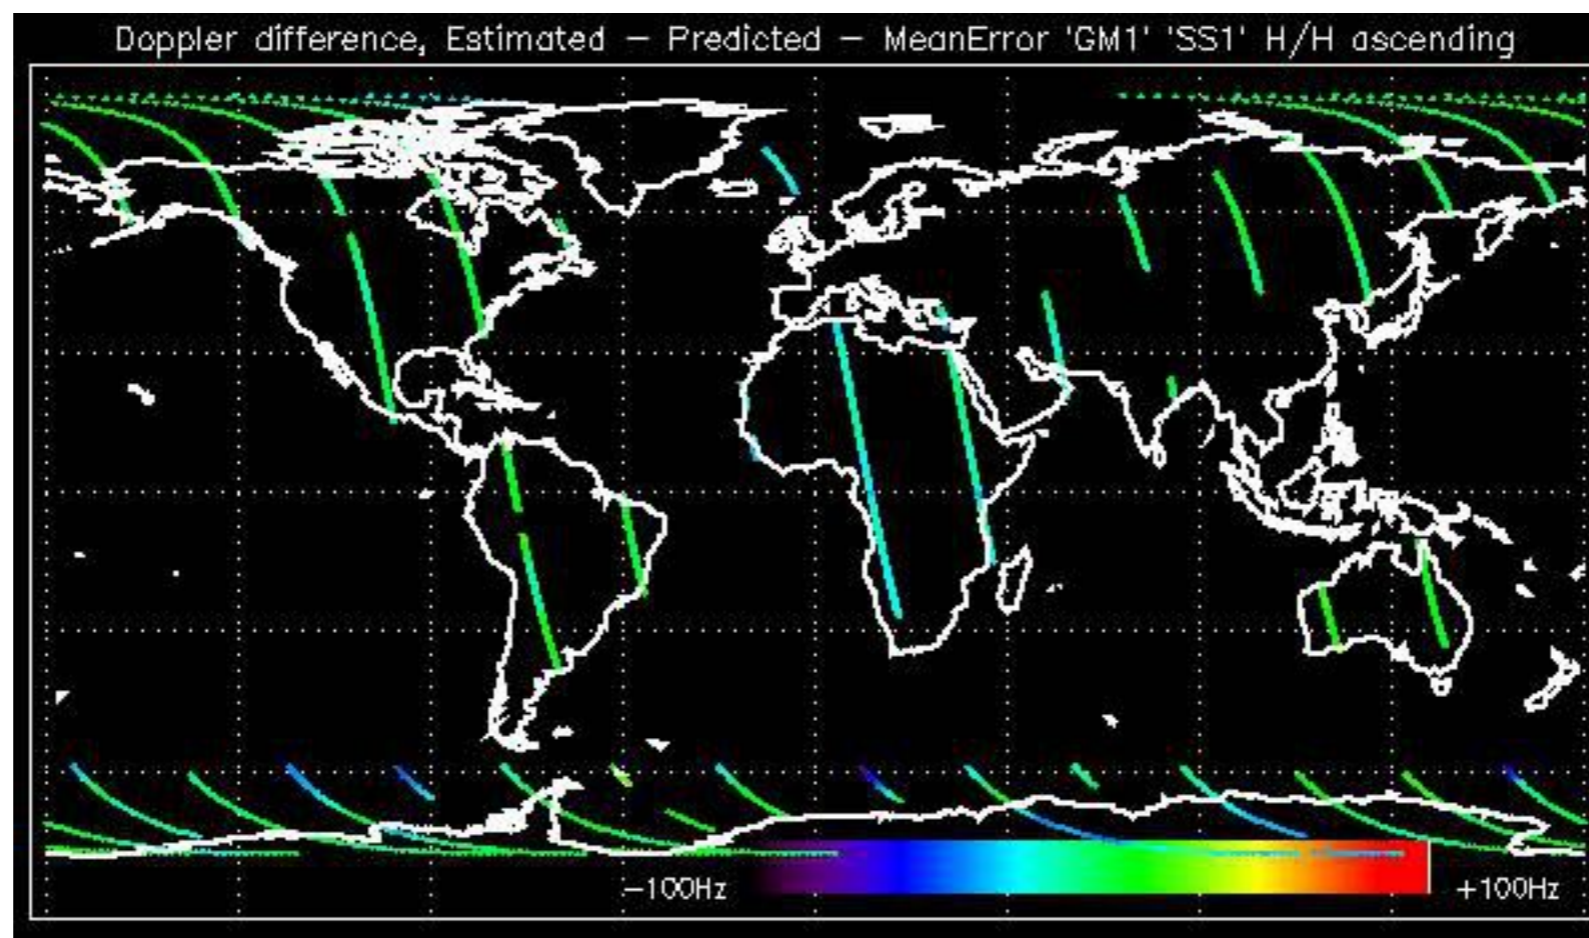 Doppler difference, Estimated – Predicted – MeanError 'GM1' 'SS1' H/H ascending
–100Hz +100Hz